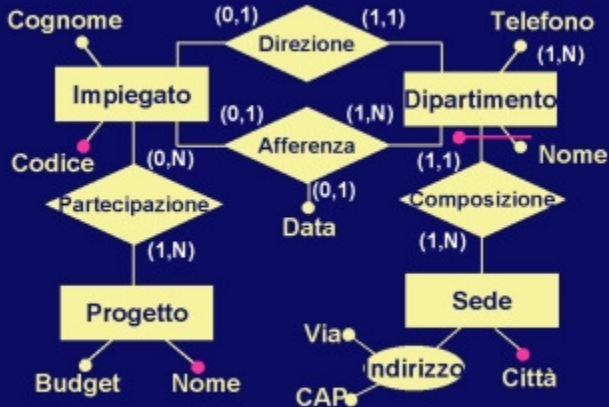 Cognome (0,1) Direzione (1,1) Telefono
(1,N)
Impiegato Dipartimento
(0,1) Afferenza (1,N)
Codice (0,N) (0,1) (1,1) Nome
Partecipazione Data Composizione
(1,N) (1,N)
Progetto Sede
Via
Indirizzo
Budget Nome CAP Città